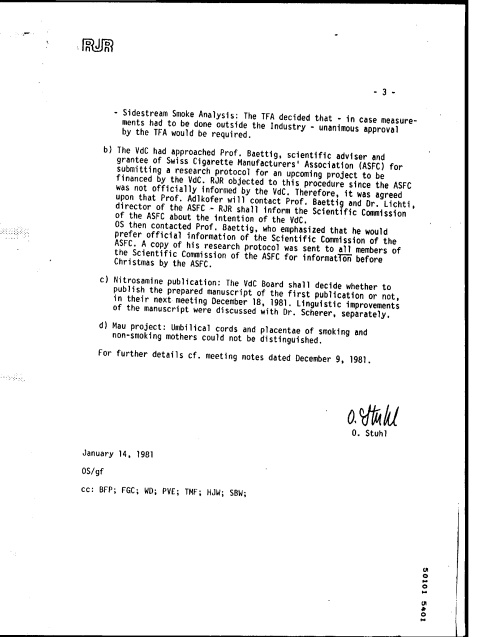 RJR
- 3 -
- Sidestream Smoke Analysis: The TFA decided that - in case measure-
ments had to be done outside the Industry - unanimous approval
by the TFA would be required.
b) The VdC had approached Prof. Baettig, scientific adviser and
grantee of Swiss Cigarette Manufacturers' Association (ASFC) for
submitting a research protocol for an upcoming project to be
financed by the VdC. RJR objected to this procedure since the ASFC
was not officially informed by the VdC. Therefore, it was agreed
upon that Prof. Adlkofer will contact Prof. Baettig and Dr. Lichti,
director of the ASFC - RJR shall inform the Scientific Commission
of the ASFC about the intention of the VdC.
OS then contacted Prof. Baettig, who emphasized that he would
prefer official information of the Scientific Commission of the
ASFC. A copy of his research protocol was sent to all members of
the Scientific Commission of the ASFC for information before
Christmas by the ASFC.
c) Nitrosamine publication: The VdC Board shall decide whether to
publish the prepared manuscript of the first publication or not,
in their next meeting December 18, 1981. Linguistic improvements
of the manuscript were discussed with Dr. Scherer, separately.
d) Mau project: Umbilical cords and placentae of smoking and
non-smoking mothers could not be distinguished.
For further details cf. meeting notes dated December 9, 1981.
O. Stuhl
O. Stuhl
January 14, 1981
OS/gf
cc: BFP; FGC; WD; PVE; TMF; HJW; SBW;
50101 5401